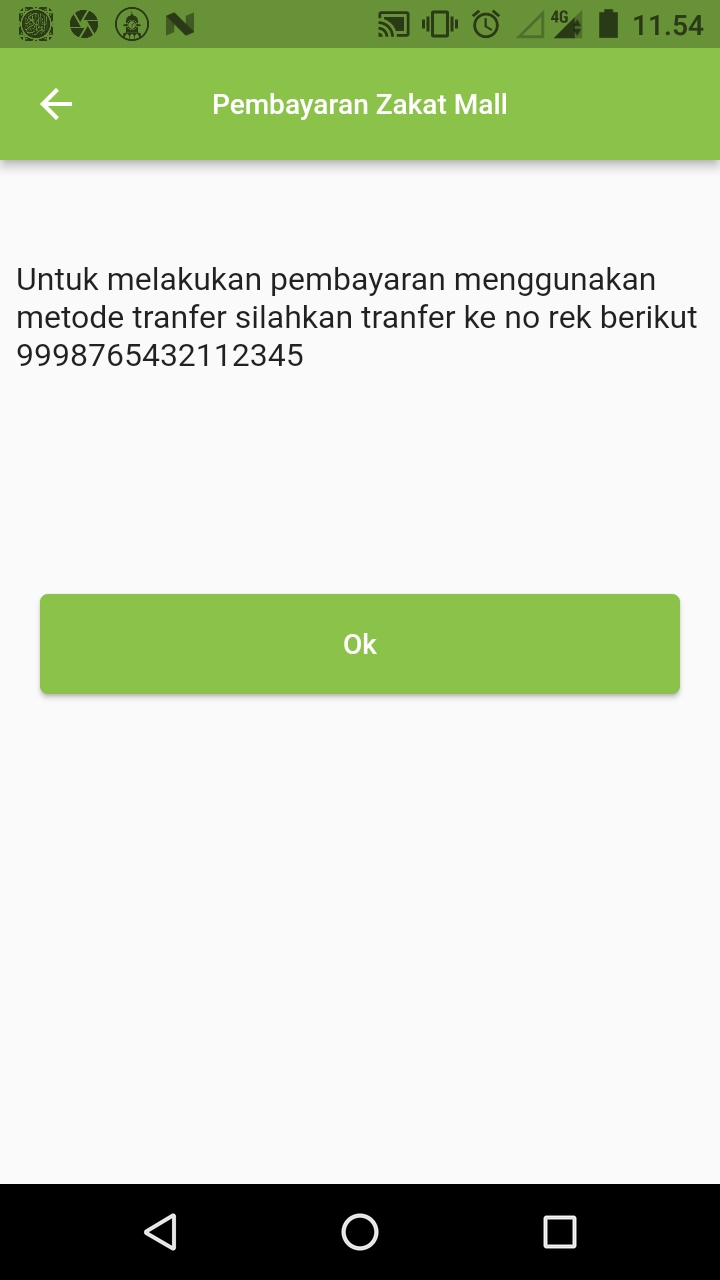 4G 11.54
Pembayaran Zakat Mall
Untuk melakukan pembayaran menggunakan
metode tranfer silahkan tranfer ke no rek berikut
9998765432112345
Ok